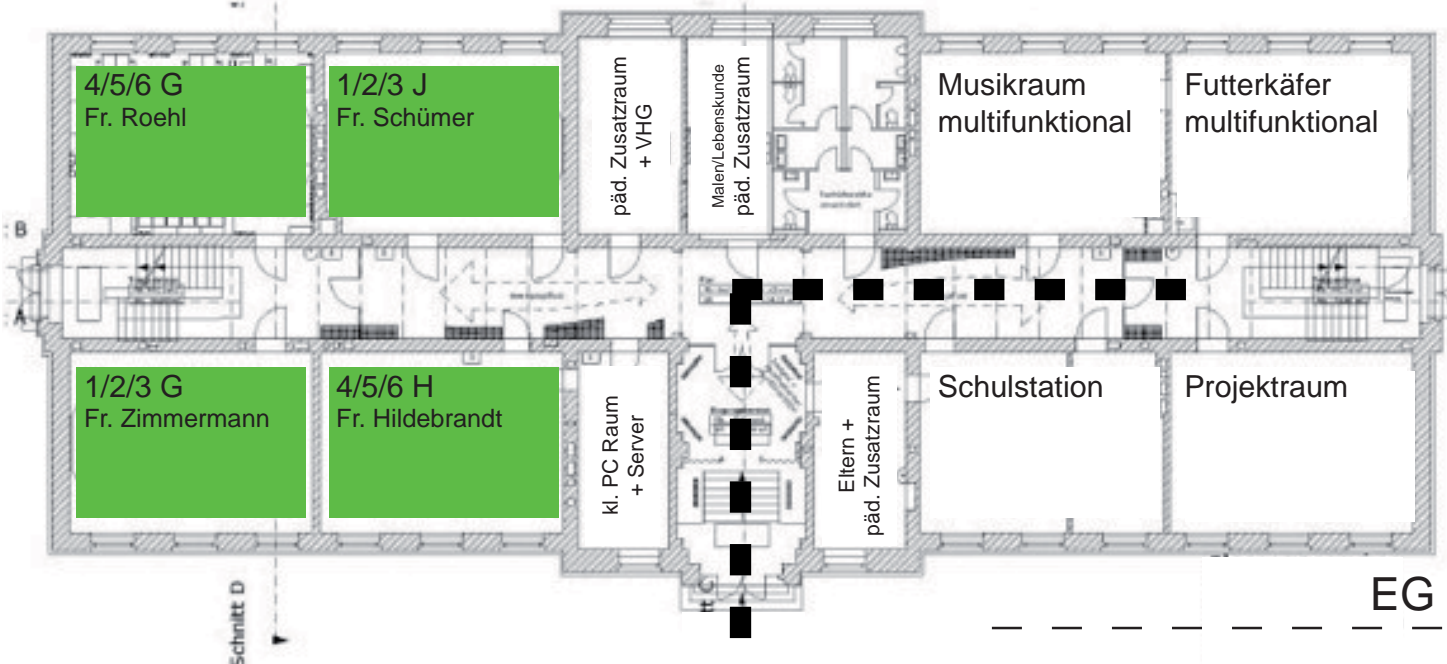 4/5/6 G
Fr. Roehl
1/2/3 J
Fr. Schümer
päd. Zusatzraum
+ VHG
Malen/Lebenskunde
päd. Zusatzraum
Musikraum
multifunktional
Futterkäfer
multifunktional
B
A
1/2/3 G
Fr. Zimmermann
4/5/6 H
Fr. Hildebrandt
kl. PC Raum
+ Server
Eltern +
päd. Zusatzraum
Schulstation
Projektraum
Schnitt D
tt C
EG